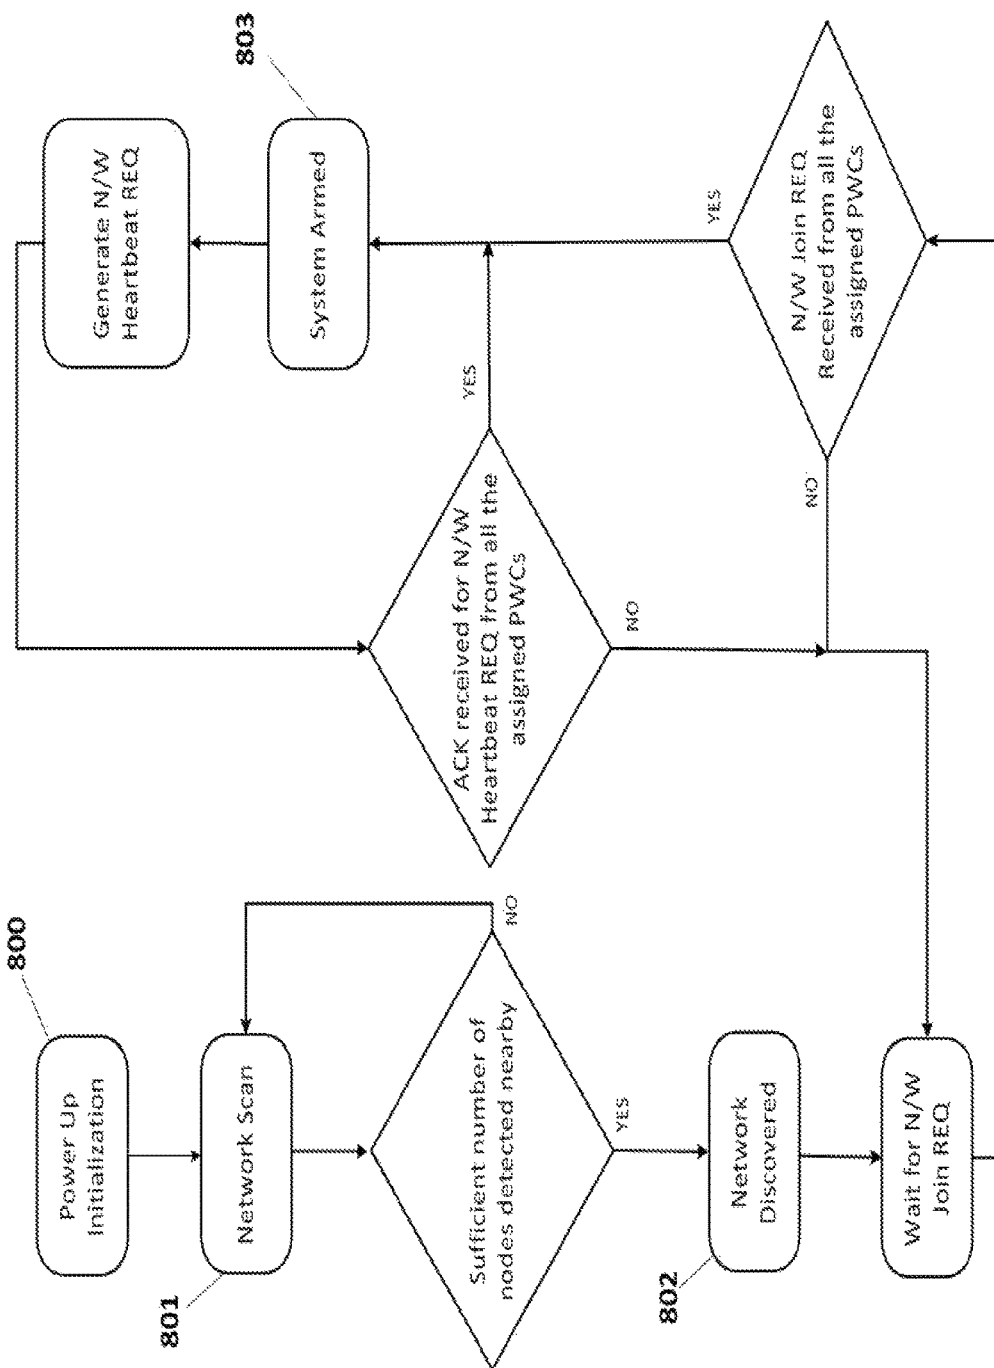 800
Power Up
Initialization
Network Scan
801
Sufficient number of
nodes detected nearby
NO
YES
802
Network
Discovered
Wait for N/W
Join REQ
Generate N/W
Heartbeat REQ
803
System Armed
YES
ACK received for N/W
Heartbeat REQ from all the
assigned PWCs
NO
YES
N/W Join REQ
Received from all the
assigned PWCs
NO